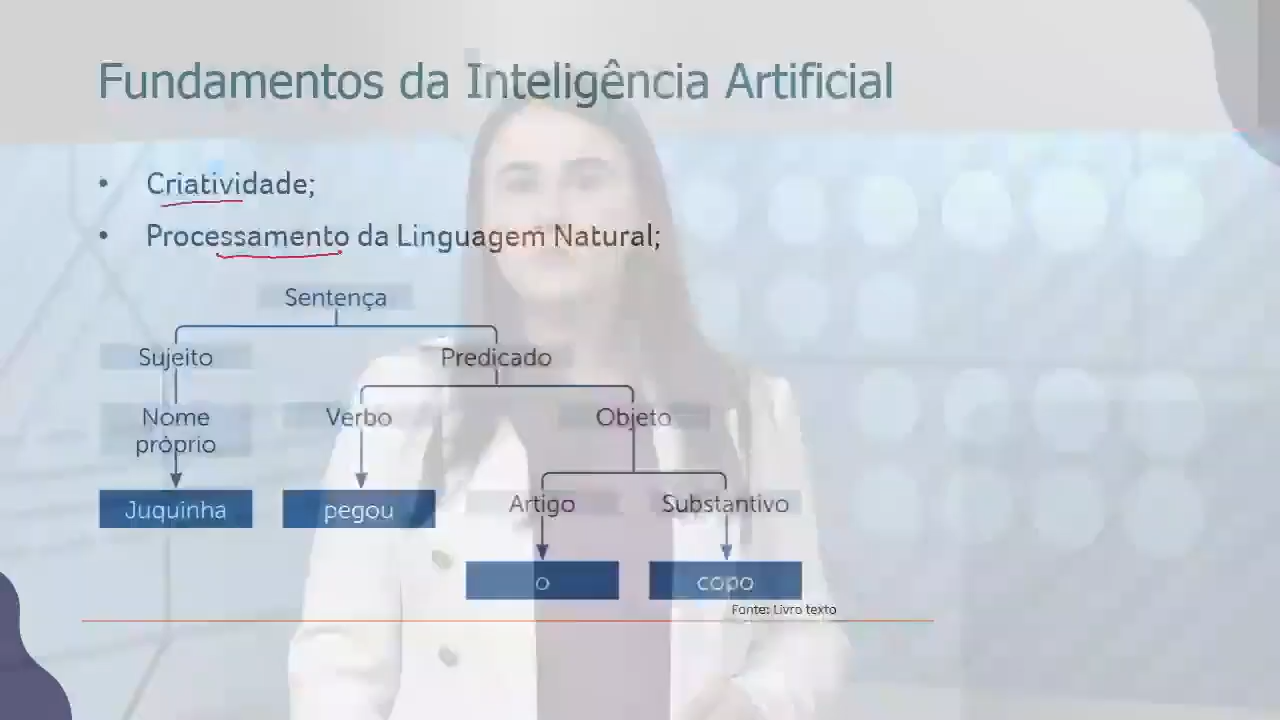 Fundamentos da Inteligência Artificial
• Criatividade;
• Processamento da Linguagem Natural;
Sentença
Sujeito Predicado
Nome
próprio
Verbo Objeto
Juquinha pegou
Artigo Substantivo
o copo
Fonte: Livro texto